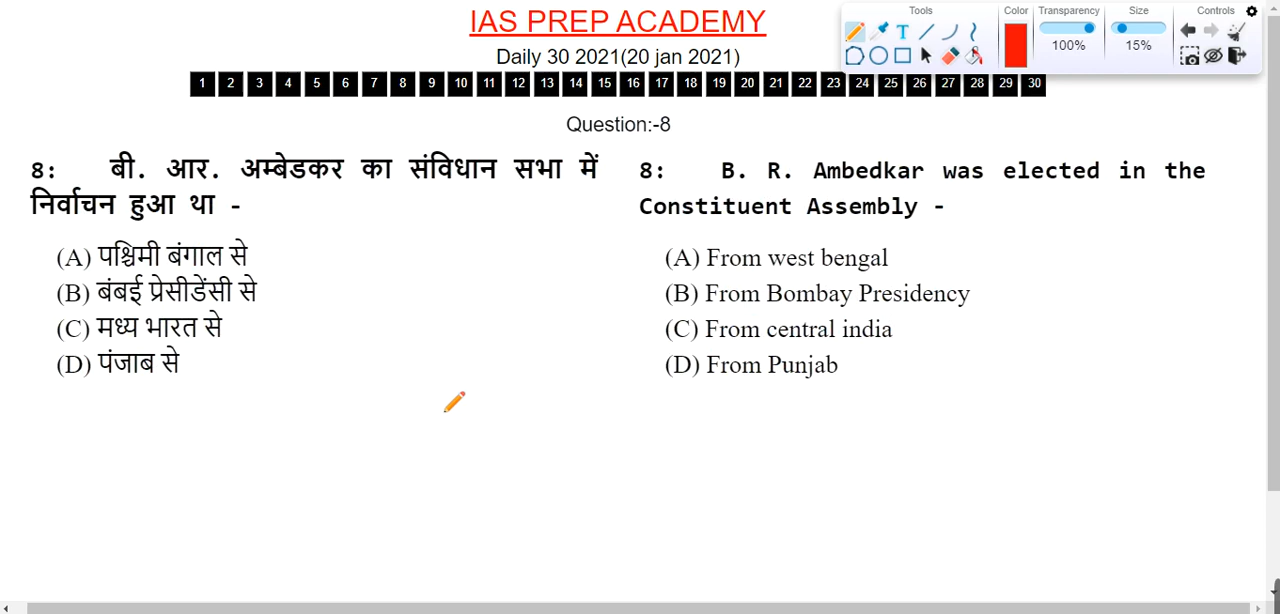 IAS PREP ACADEMY
Tools
Color
Transparency
Size
Controls
100%
15%
Daily 30 2021(20 jan 2021)
1 2 3 4 5 6 7 8 9 10 11 12 13 14 15 16 17 18 19 20 21 22 23 24 25 26 27 28 29 30
Question:-8
8: बी. आर. अम्बेडकर का संविधान सभा में
निर्वाचन हुआ था -
(A) पश्चिमी बंगाल से
(B) बंबई प्रेसीडेंसी से
(C) मध्य भारत से
(D) पंजाब से
8: B. R. Ambedkar was elected in the
Constituent Assembly -
(A) From west bengal
(B) From Bombay Presidency
(C) From central india
(D) From Punjab